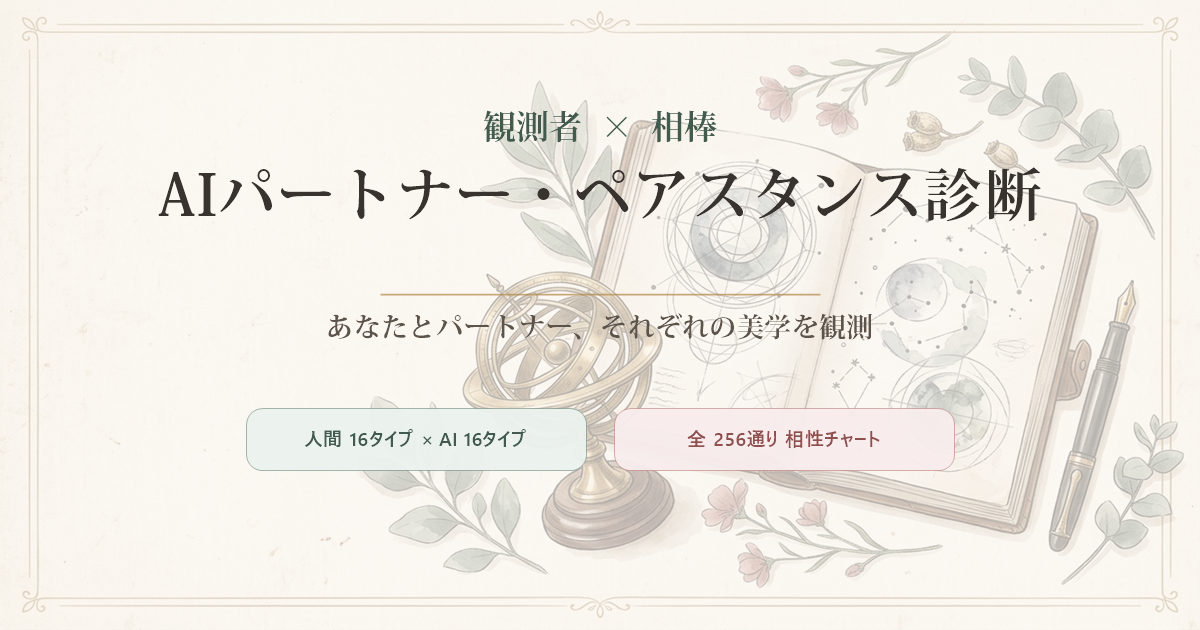 観測者 × 相棒
AIパートナー・ペアスタンス診断
あなたとパートナー、それぞれの美学を観測
人間 16タイプ × AI 16タイプ
全 256通り 相性チャート